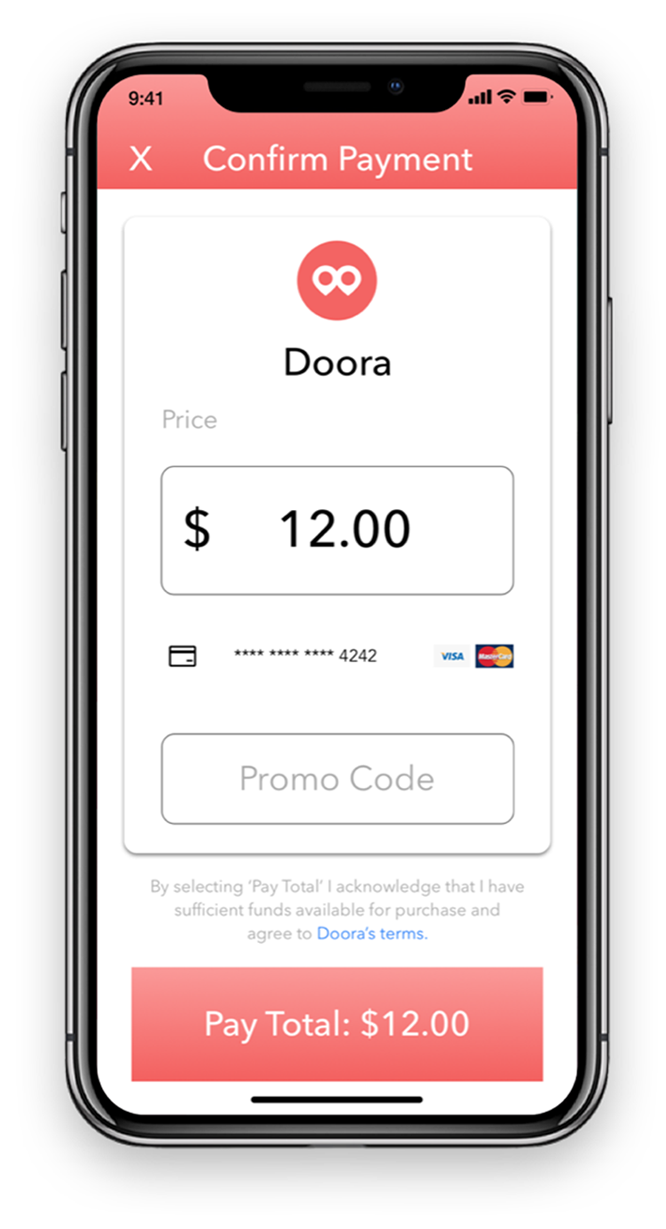 9:41
X Confirm Payment
Doora
Price
$ 12.00
**** **** **** 4242 VISA MasterCard
Promo Code
By selecting ‘Pay Total’ I acknowledge that I have
sufficient funds available for purchase and
agree to Doora’s terms.
Pay Total: $12.00